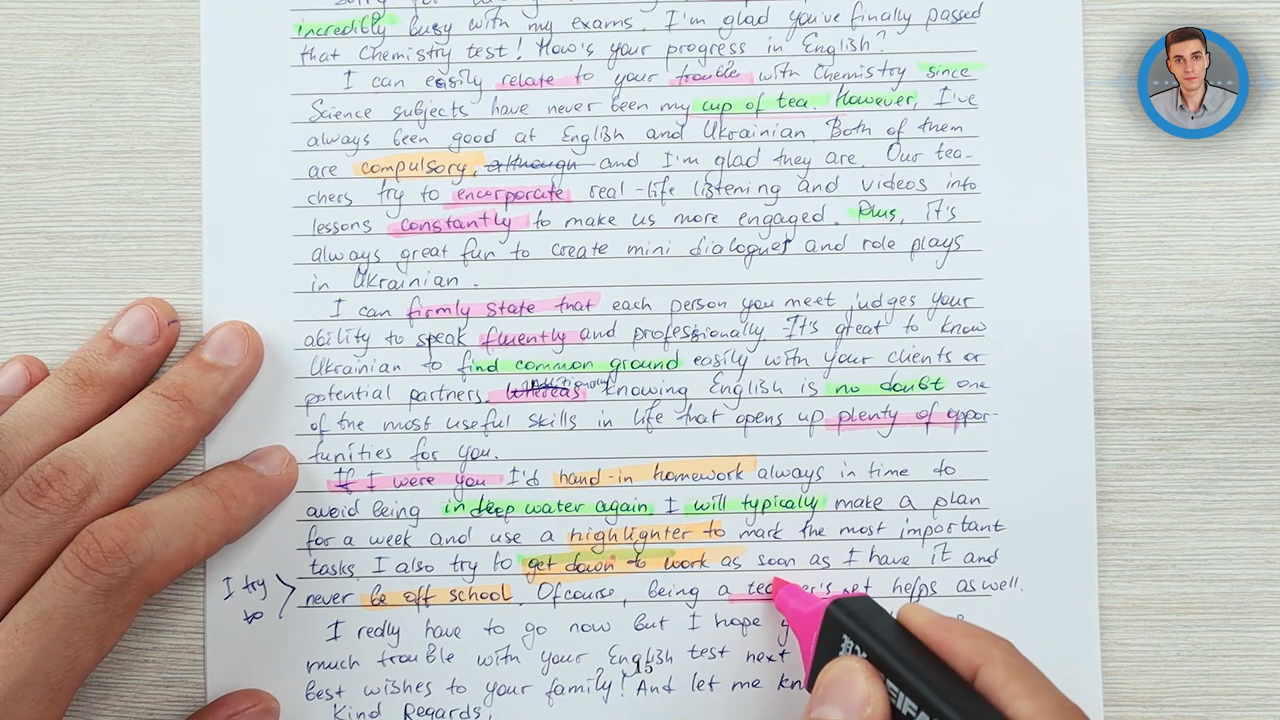 incredibly busy with my exams. I'm glad you've finally passed
that Chemistry test! How's your progress in English?
I can easily relate to your trouble with Chemistry since
Science subjects have never been my cup of tea. However, I've
always been good at English and Ukrainian. Both of them
are compulsory, although and I'm glad they are. Our tea-
chers try to encorporate real-life listening and videos into
lessons constantly to make us more engaged. Plus, it's
always great fun to create mini dialogues and role plays
in Ukrainian.
I can firmly state that each person you meet judges your
ability to speak fluently and professionally. It's great to know
Ukrainian to find common ground easily with your clients or
potential partners. Whereas knowing English is no doubt one
of the most useful skills in life that opens up plenty of oppor-
tunities for you.
If I were you I'd hand-in homework always in time to
avoid being in deep water again. I will typicaly make a plan
for a week and use a highlighter to mark the most important
tasks. I also try to get down to work as soon as I have it and
I try to
never be off school. Ofcourse, being a teacher's pet helps as well.
I really have to go now but I hope
much trouble with your English test next
15
Best wishes to your family! And let me
Kind regards,